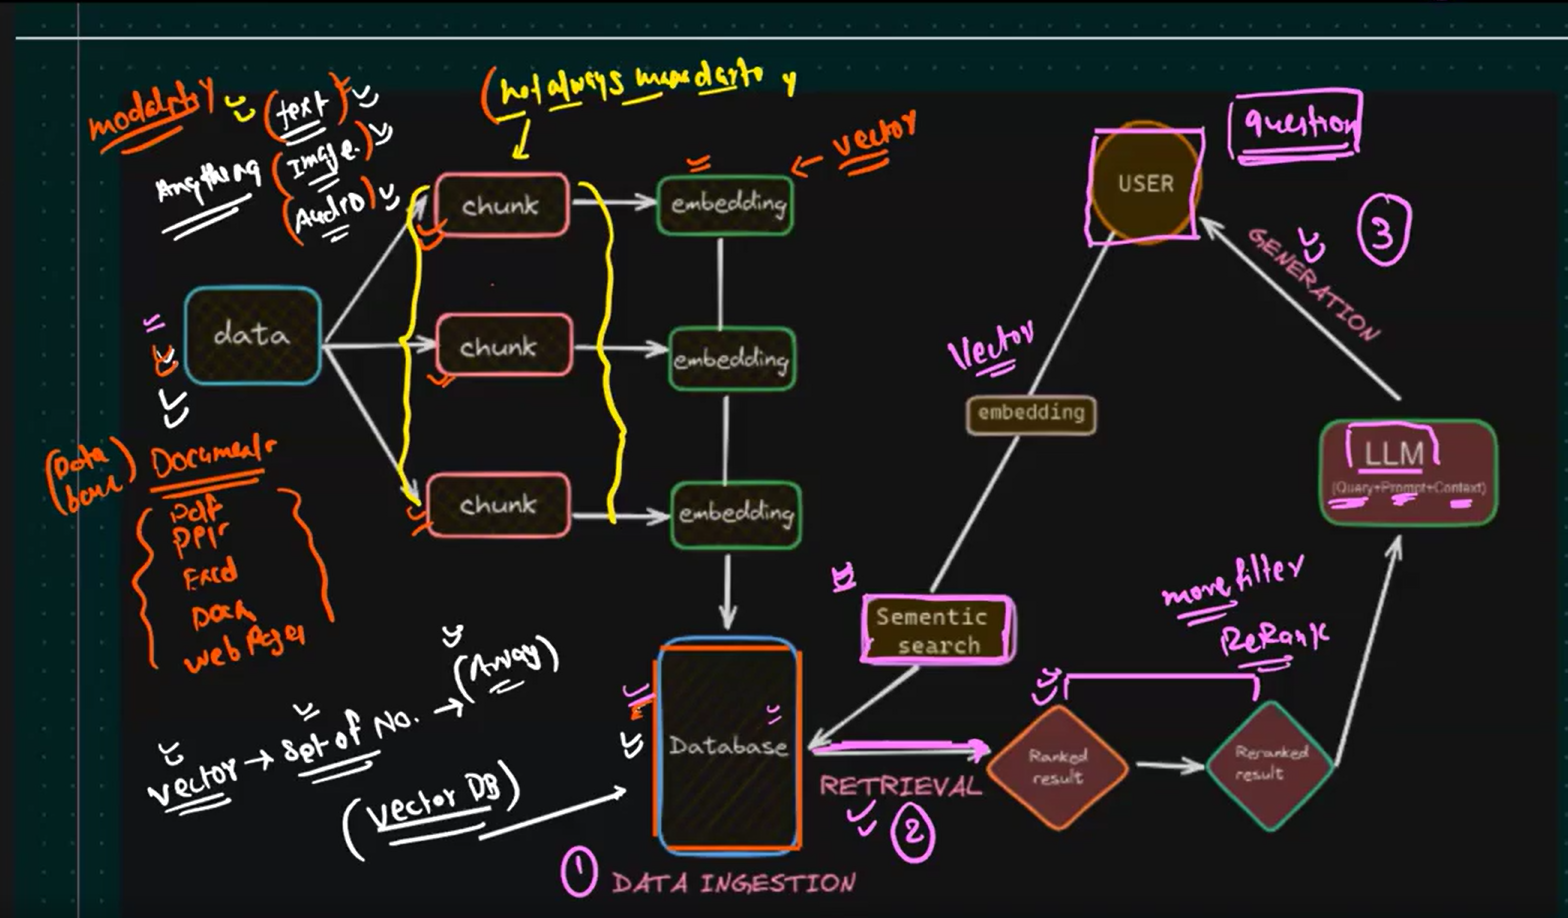 modality
(text)
Anything
(Image.)
(Audio)
(not always mandatory
vector
chunk
embedding
data
chunk
embedding
chunk
embedding
(Data
base)
Documents
Pdf
PPT
Excel
Docx
Web Pages
vector → Set of No. → (Array)
(Vector DB)
Database
1 DATA INGESTION
question
USER
3
GENERATION
Vector
embedding
Sementic
search
RETRIEVAL
2
Ranked
result
Reranked
result
more filter
ReRank
LLM
(Query+Prompt+Context)